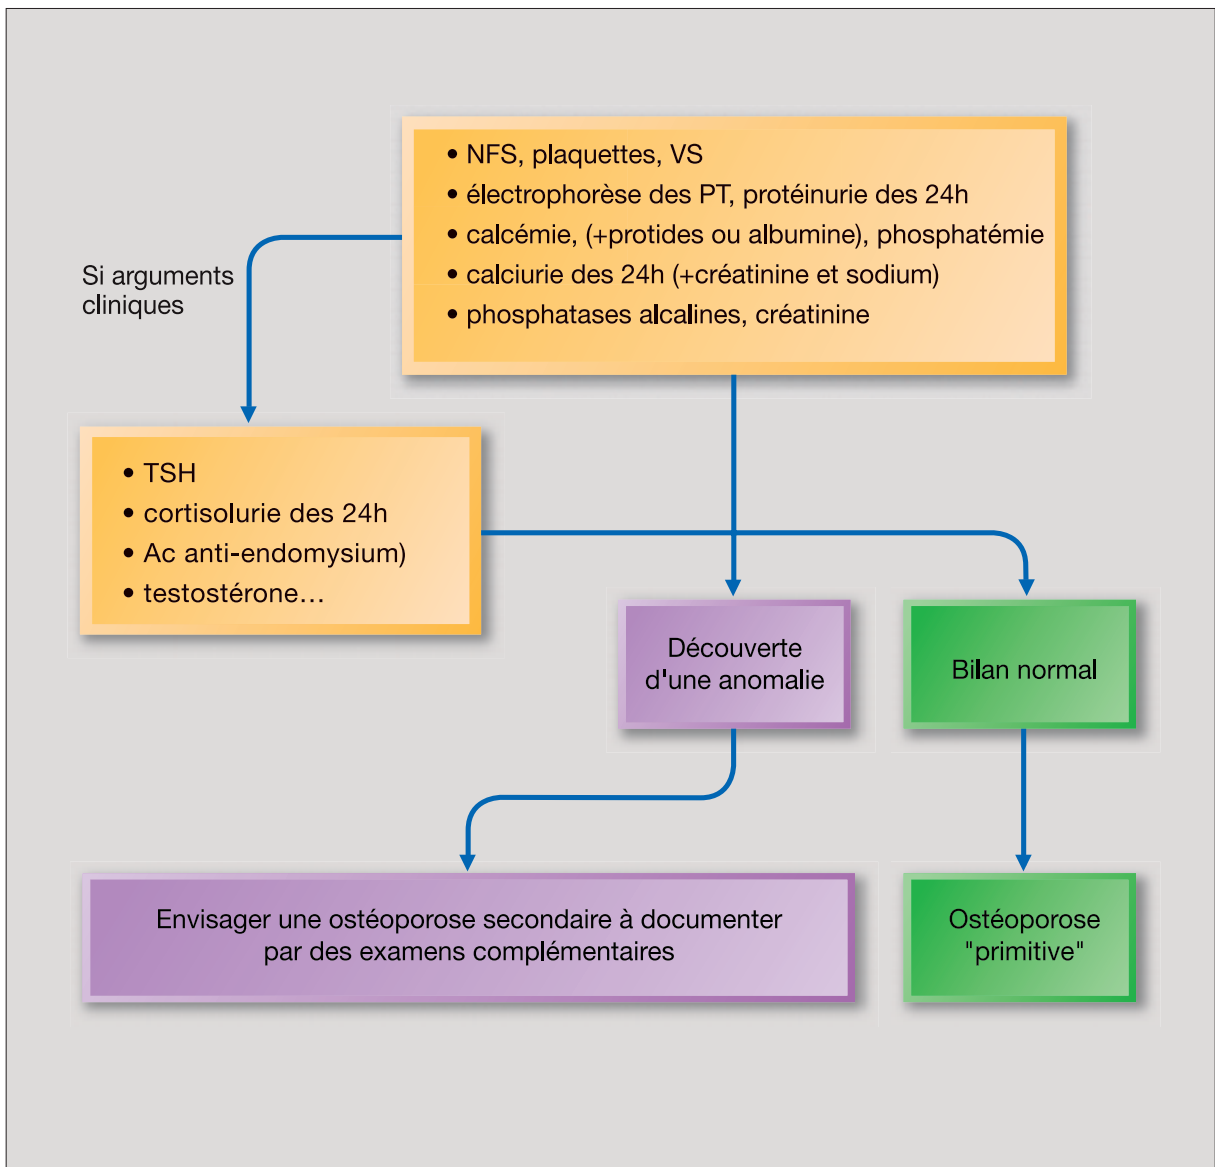 • NFS, plaquettes, VS
• électrophorèse des PT, protéinurie des 24h
• calcémie, (+protides ou albumine), phosphatémie
• calciurie des 24h (+créatinine et sodium)
• phosphatases alcalines, créatinine
Si arguments
cliniques
• TSH
• cortisolurie des 24h
• Ac anti-endomysium)
• testostérone…
Découverte
d'une anomalie
Bilan normal
Envisager une ostéoporose secondaire à documenter
par des examens complémentaires
Ostéoporose
"primitive"